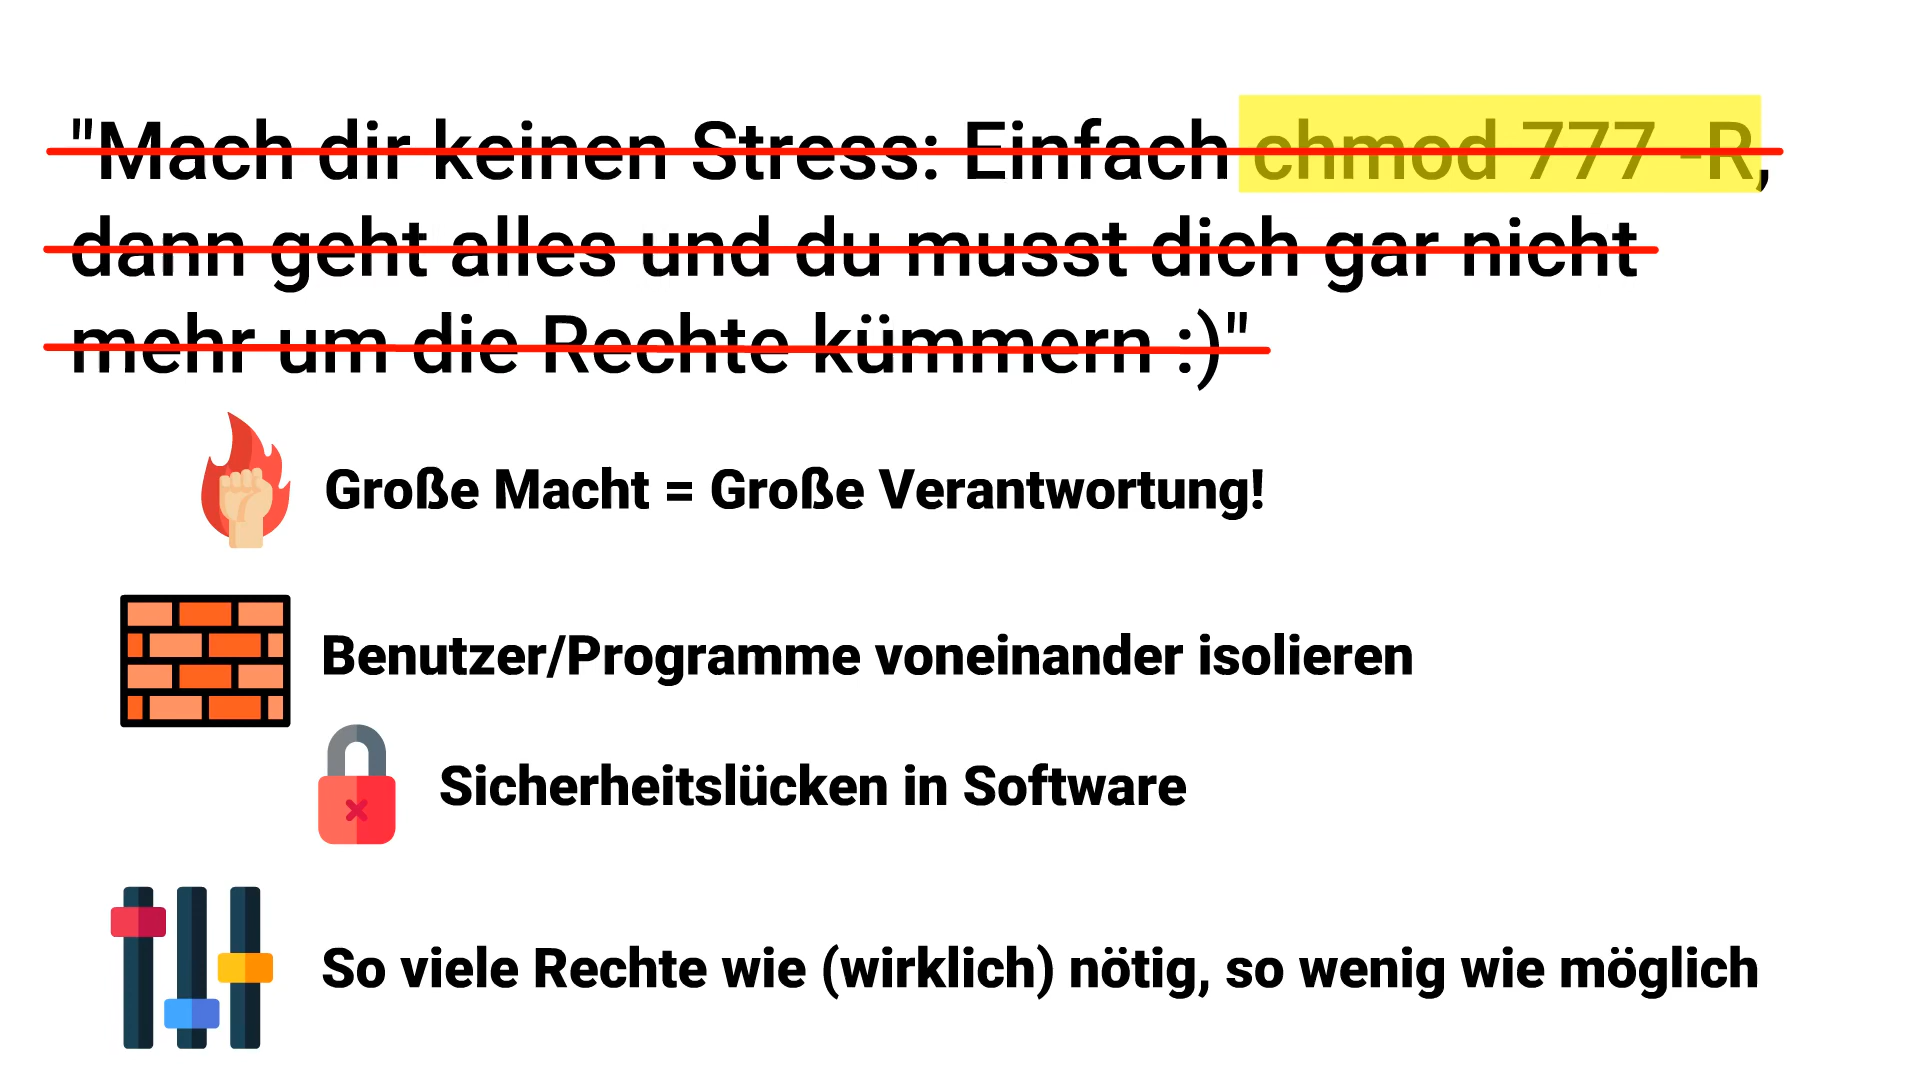 "Mach dir keinen Stress: Einfach chmod 777 -R,
dann geht alles und du musst dich gar nicht
mehr um die Rechte kümmern :)"
Große Macht = Große Verantwortung!
Benutzer/Programme voneinander isolieren
Sicherheitslücken in Software
So viele Rechte wie (wirklich) nötig, so wenig wie möglich